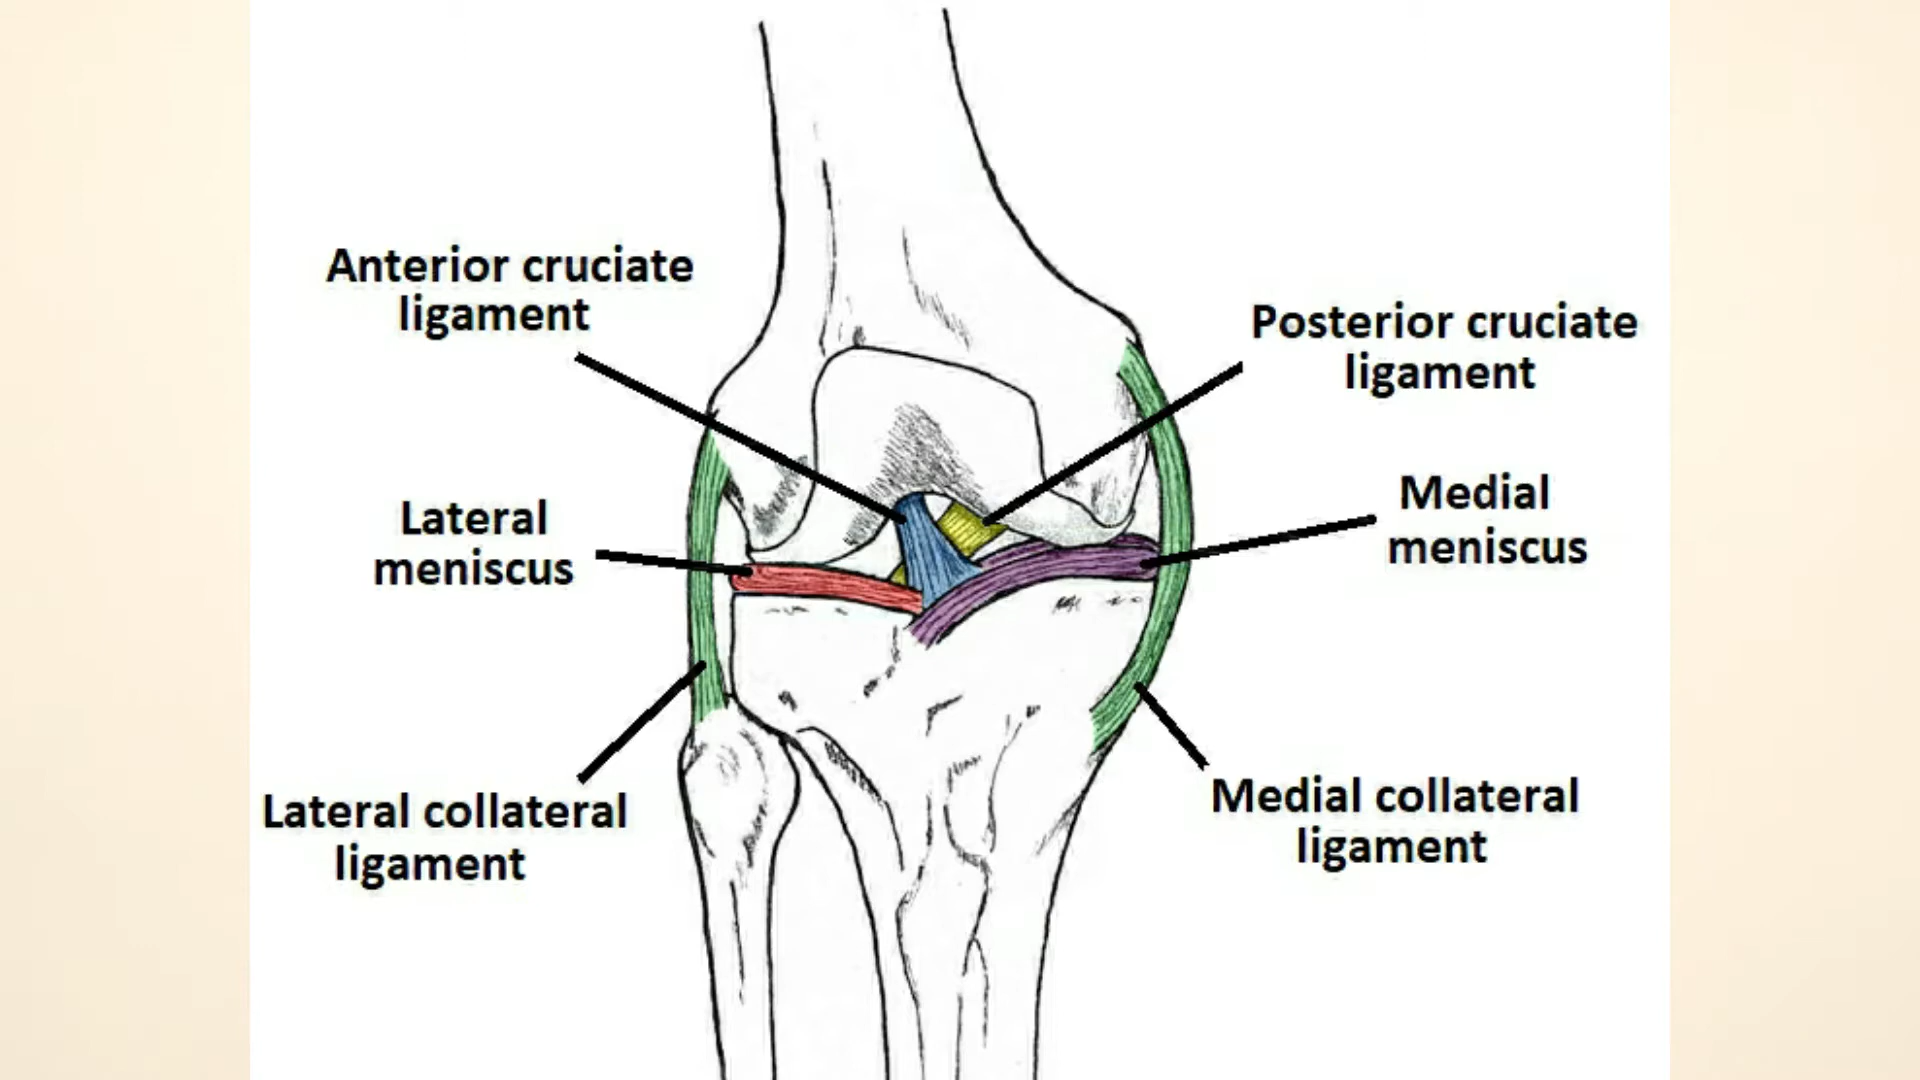 Anterior cruciate
ligament
Posterior cruciate
ligament
Lateral
meniscus
Medial
meniscus
Lateral collateral
ligament
Medial collateral
ligament